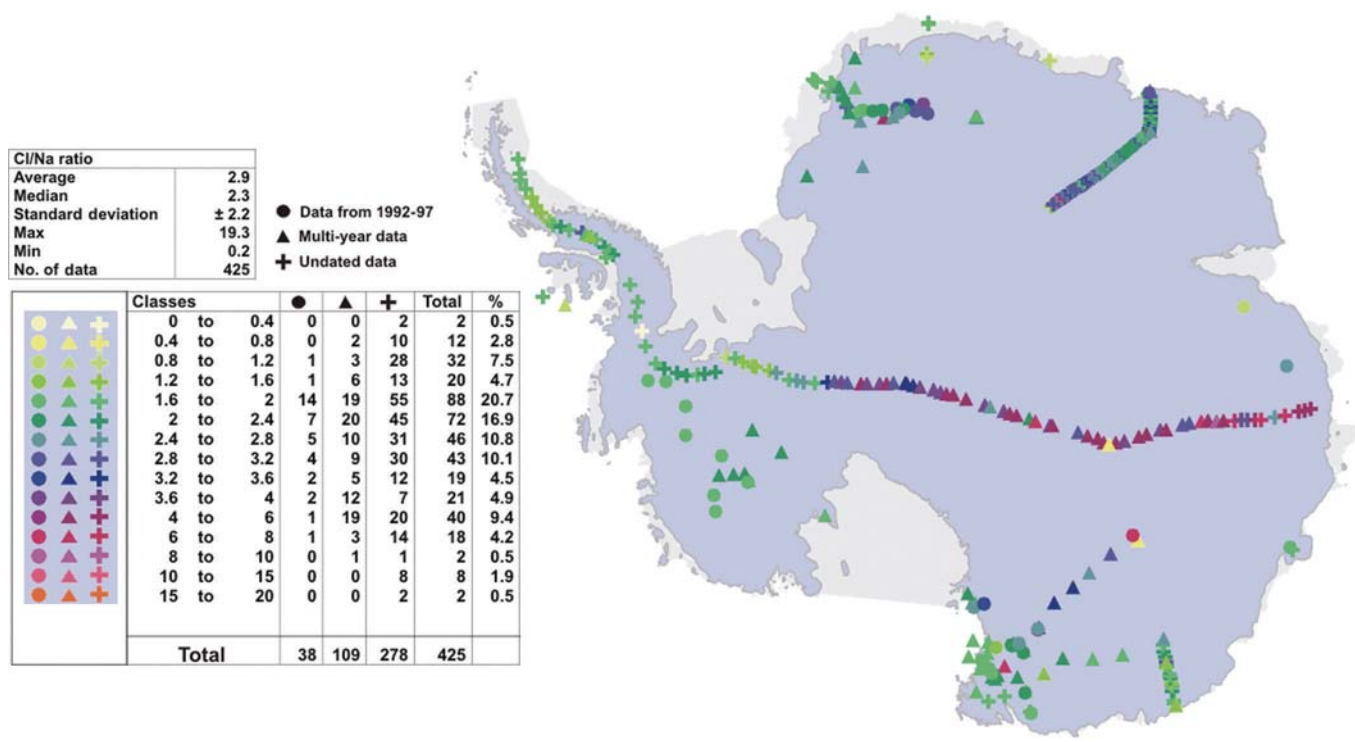 Cl/Na ratio
Average 2.9
Median 2.3
Standard deviation ± 2.2
Max 19.3
Min 0.2
No. of data 425
Data from 1992-97
Multi-year data
Undated data
Classes Total %
0 to 0.4 0 0 2 2 0.5
0.4 to 0.8 0 2 10 12 2.8
0.8 to 1.2 1 3 28 32 7.5
1.2 to 1.6 1 6 13 20 4.7
1.6 to 2 14 19 55 88 20.7
2 to 2.4 7 20 45 72 16.9
2.4 to 2.8 5 10 31 46 10.8
2.8 to 3.2 4 9 30 43 10.1
3.2 to 3.6 2 5 12 19 4.5
3.6 to 4 2 12 7 21 4.9
4 to 6 1 19 20 40 9.4
6 to 8 1 3 14 18 4.2
8 to 10 0 1 1 2 0.5
10 to 15 0 0 8 8 1.9
15 to 20 0 0 2 2 0.5
Total 38 109 278 425